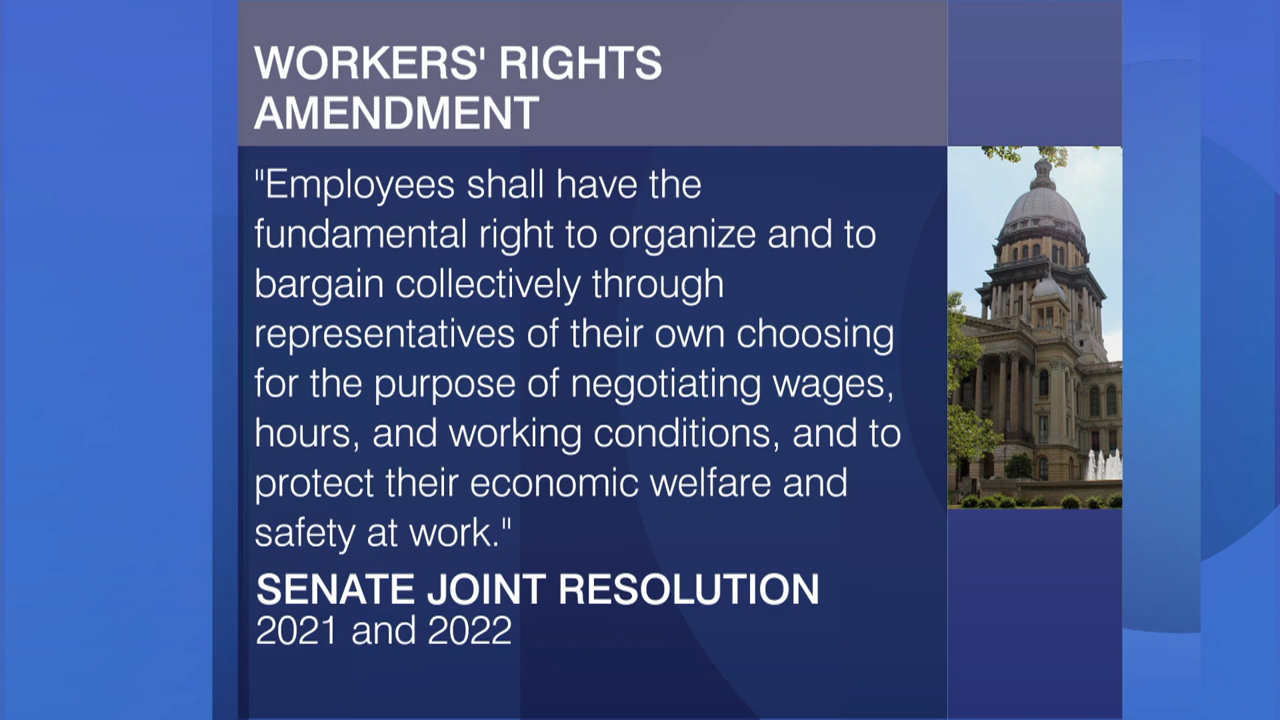 WORKERS' RIGHTS
AMENDMENT
"Employees shall have the
fundamental right to organize and to
bargain collectively through
representatives of their own choosing
for the purpose of negotiating wages,
hours, and working conditions, and to
protect their economic welfare and
safety at work."
SENATE JOINT RESOLUTION
2021 and 2022